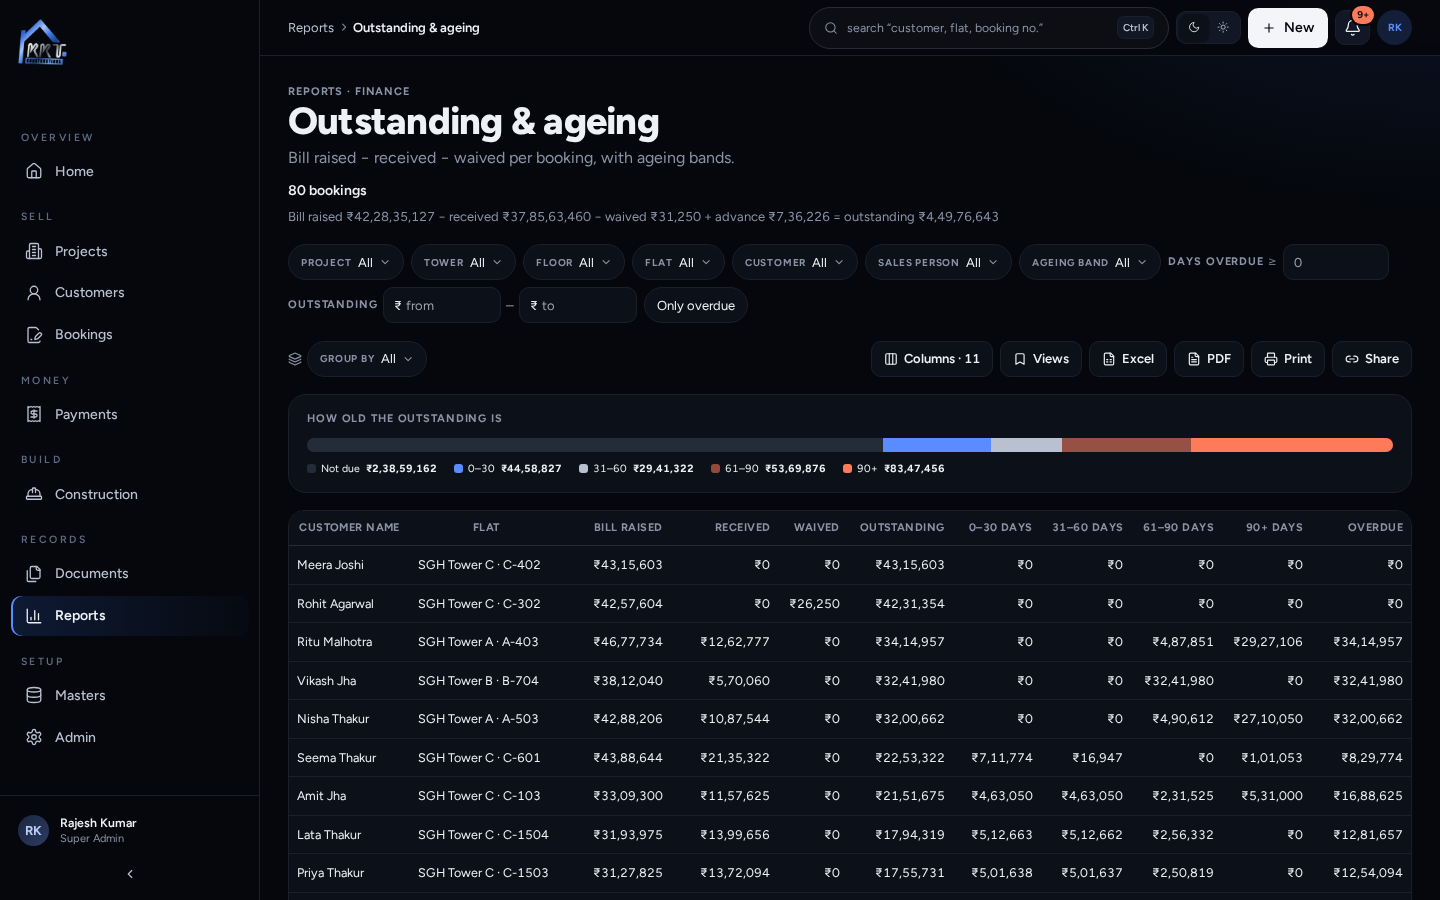 RKT
Reports > Outstanding & ageing
search “customer, flat, booking no.”
Ctrl K
New
9+
RK
OVERVIEW
Home
SELL
Projects
Customers
Bookings
MONEY
Payments
BUILD
Construction
RECORDS
Documents
Reports
SETUP
Masters
Admin
RK
Rajesh Kumar
Super Admin
REPORTS · FINANCE
Outstanding & ageing
Bill raised − received − waived per booking, with ageing bands.
80 bookings
Bill raised ₹42,28,35,127 − received ₹37,85,63,460 − waived ₹31,250 + advance ₹7,36,226 = outstanding ₹4,49,76,643
PROJECT All TOWER All FLOOR All FLAT All CUSTOMER All SALES PERSON All AGEING BAND All DAYS OVERDUE ≥ 0
OUTSTANDING ₹ from – ₹ to Only overdue
GROUP BY All Columns · 11 Views Excel PDF Print Share
HOW OLD THE OUTSTANDING IS
Not due ₹2,38,59,162 0–30 ₹44,58,827 31–60 ₹29,41,322 61–90 ₹53,69,876 90+ ₹83,47,456
CUSTOMER NAME FLAT BILL RAISED RECEIVED WAIVED OUTSTANDING 0–30 DAYS 31–60 DAYS 61–90 DAYS 90+ DAYS OVERDUE
Meera Joshi SGH Tower C · C-402 ₹43,15,603 ₹0 ₹0 ₹43,15,603 ₹0 ₹0 ₹0 ₹0 ₹0
Rohit Agarwal SGH Tower C · C-302 ₹42,57,604 ₹0 ₹26,250 ₹42,31,354 ₹0 ₹0 ₹0 ₹0 ₹0
Ritu Malhotra SGH Tower A · A-403 ₹46,77,734 ₹12,62,777 ₹0 ₹34,14,957 ₹0 ₹0 ₹4,87,851 ₹29,27,106 ₹34,14,957
Vikash Jha SGH Tower B · B-704 ₹38,12,040 ₹5,70,060 ₹0 ₹32,41,980 ₹0 ₹0 ₹32,41,980 ₹0 ₹32,41,980
Nisha Thakur SGH Tower A · A-503 ₹42,88,206 ₹10,87,544 ₹0 ₹32,00,662 ₹0 ₹0 ₹4,90,612 ₹27,10,050 ₹32,00,662
Seema Thakur SGH Tower C · C-601 ₹43,88,644 ₹21,35,322 ₹0 ₹22,53,322 ₹7,11,774 ₹16,947 ₹0 ₹1,01,053 ₹8,29,774
Amit Jha SGH Tower C · C-103 ₹33,09,300 ₹11,57,625 ₹0 ₹21,51,675 ₹4,63,050 ₹4,63,050 ₹2,31,525 ₹5,31,000 ₹16,88,625
Lata Thakur SGH Tower C · C-1504 ₹31,93,975 ₹13,99,656 ₹0 ₹17,94,319 ₹5,12,663 ₹5,12,662 ₹2,56,332 ₹0 ₹12,81,657
Priya Thakur SGH Tower C · C-1503 ₹31,27,825 ₹13,72,094 ₹0 ₹17,55,731 ₹5,01,638 ₹5,01,637 ₹2,50,819 ₹0 ₹12,54,094